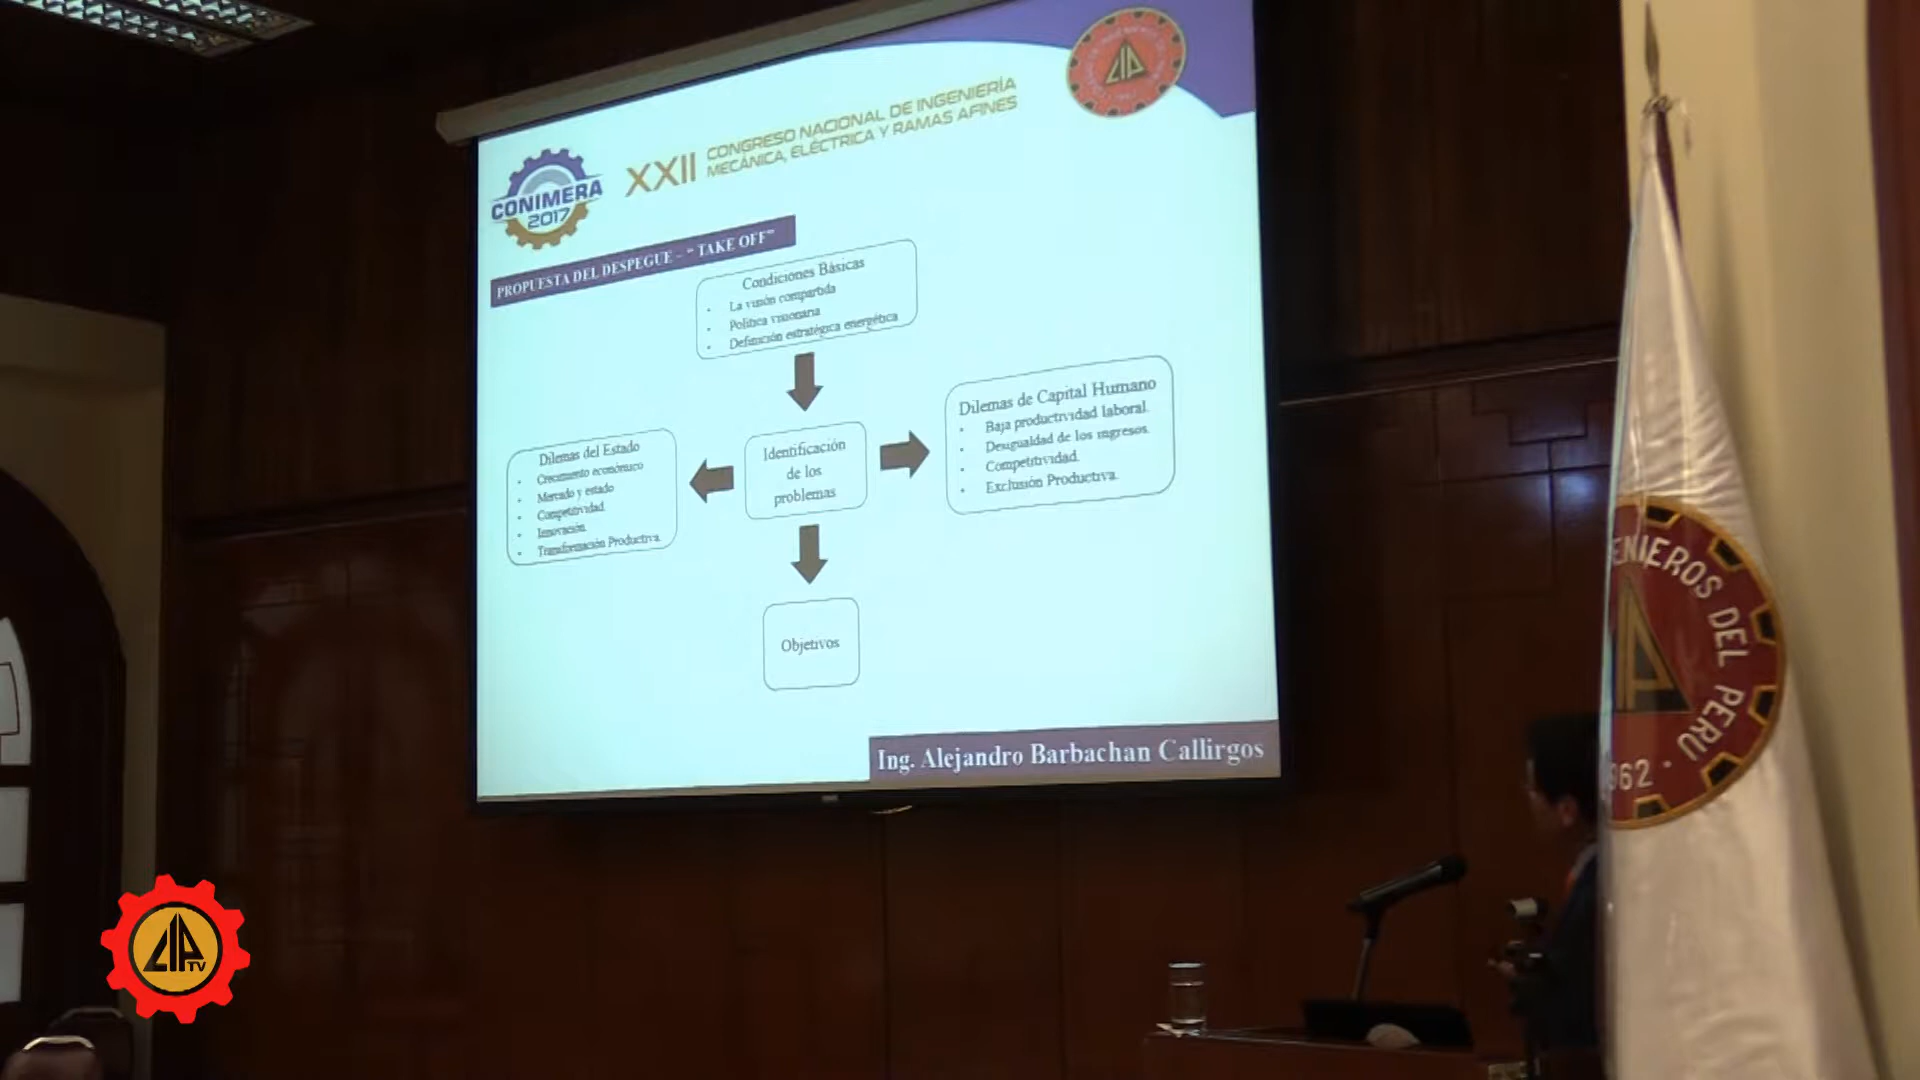 CONIMERA
2017
XXII
CONGRESO NACIONAL DE INGENIERÍA
MECÁNICA, ELÉCTRICA Y RAMAS AFINES
CIP
PROPUESTA DEL DESPEGUE – “ TAKE OFF”
Condiciones Básicas
• La visión compartida
• Política visionaria
• Definición estratégica energética
Dilemas del Estado
• Crecimiento económico
• Mercado y estado
• Competitividad
• Innovación
• Transformación Productiva.
Identificación
de los
problemas
Dilemas de Capital Humano
• Baja productividad laboral.
• Desigualdad de los ingresos.
• Competitividad.
• Exclusión Productiva.
Objetivos
Ing. Alejandro Barbachan Callirgos
ENIEROS DEL PERU
962
CIP
TV